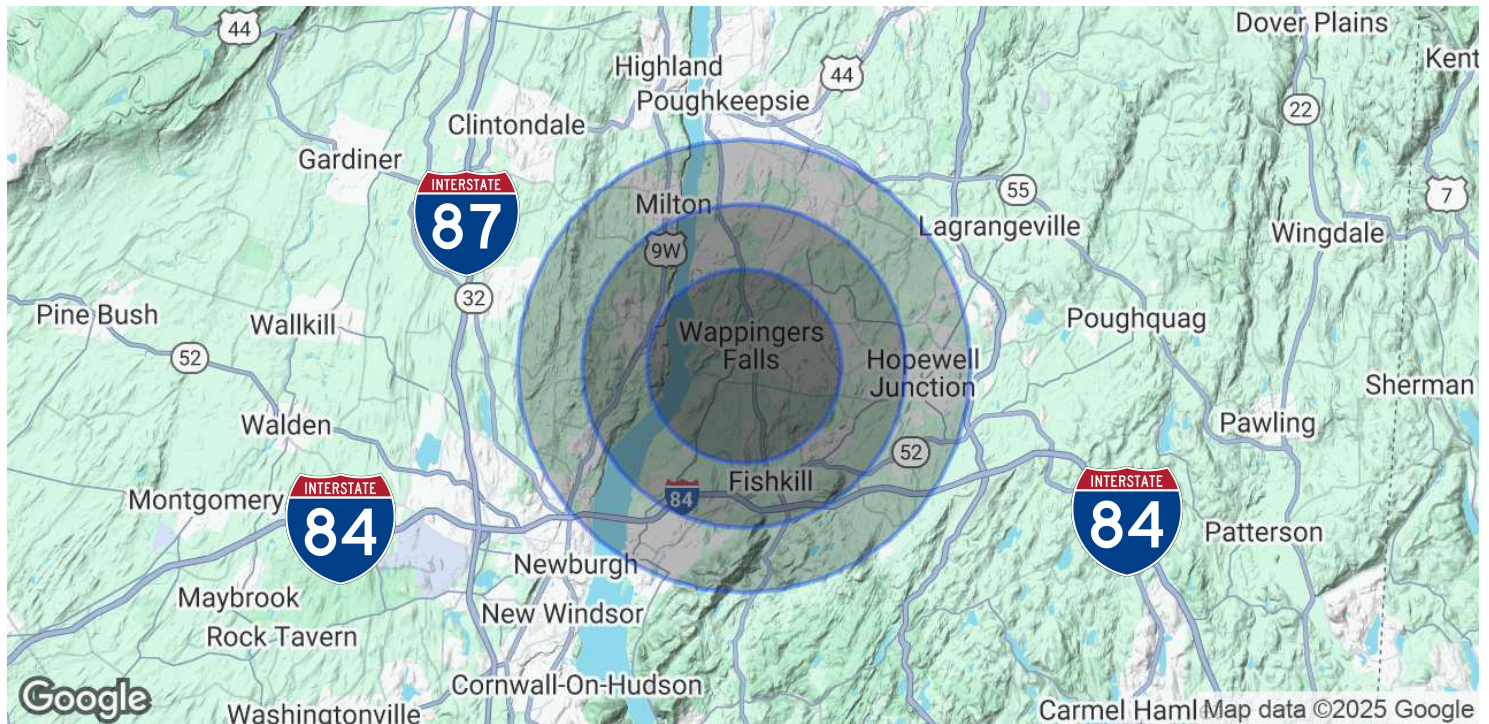 44
Dover Plains
Highland
Kent
44
Poughkeepsie
22
Clintondale
Gardiner
INTERSTATE
87
55
7
Milton
Lagrangeville
Wingdale
9W
32
Pine Bush
Wallkill
Poughquag
Wappingers
Falls
52
Hopewell
Junction
Sherman
Walden
Pawling
52
Fishkill
INTERSTATE
84
Montgomery
84
INTERSTATE
84
Patterson
Newburgh
Maybrook
New Windsor
Rock Tavern
Cornwall-On-Hudson
Google
Washingtonville
Carmel Haml
Map data ©2025 Google